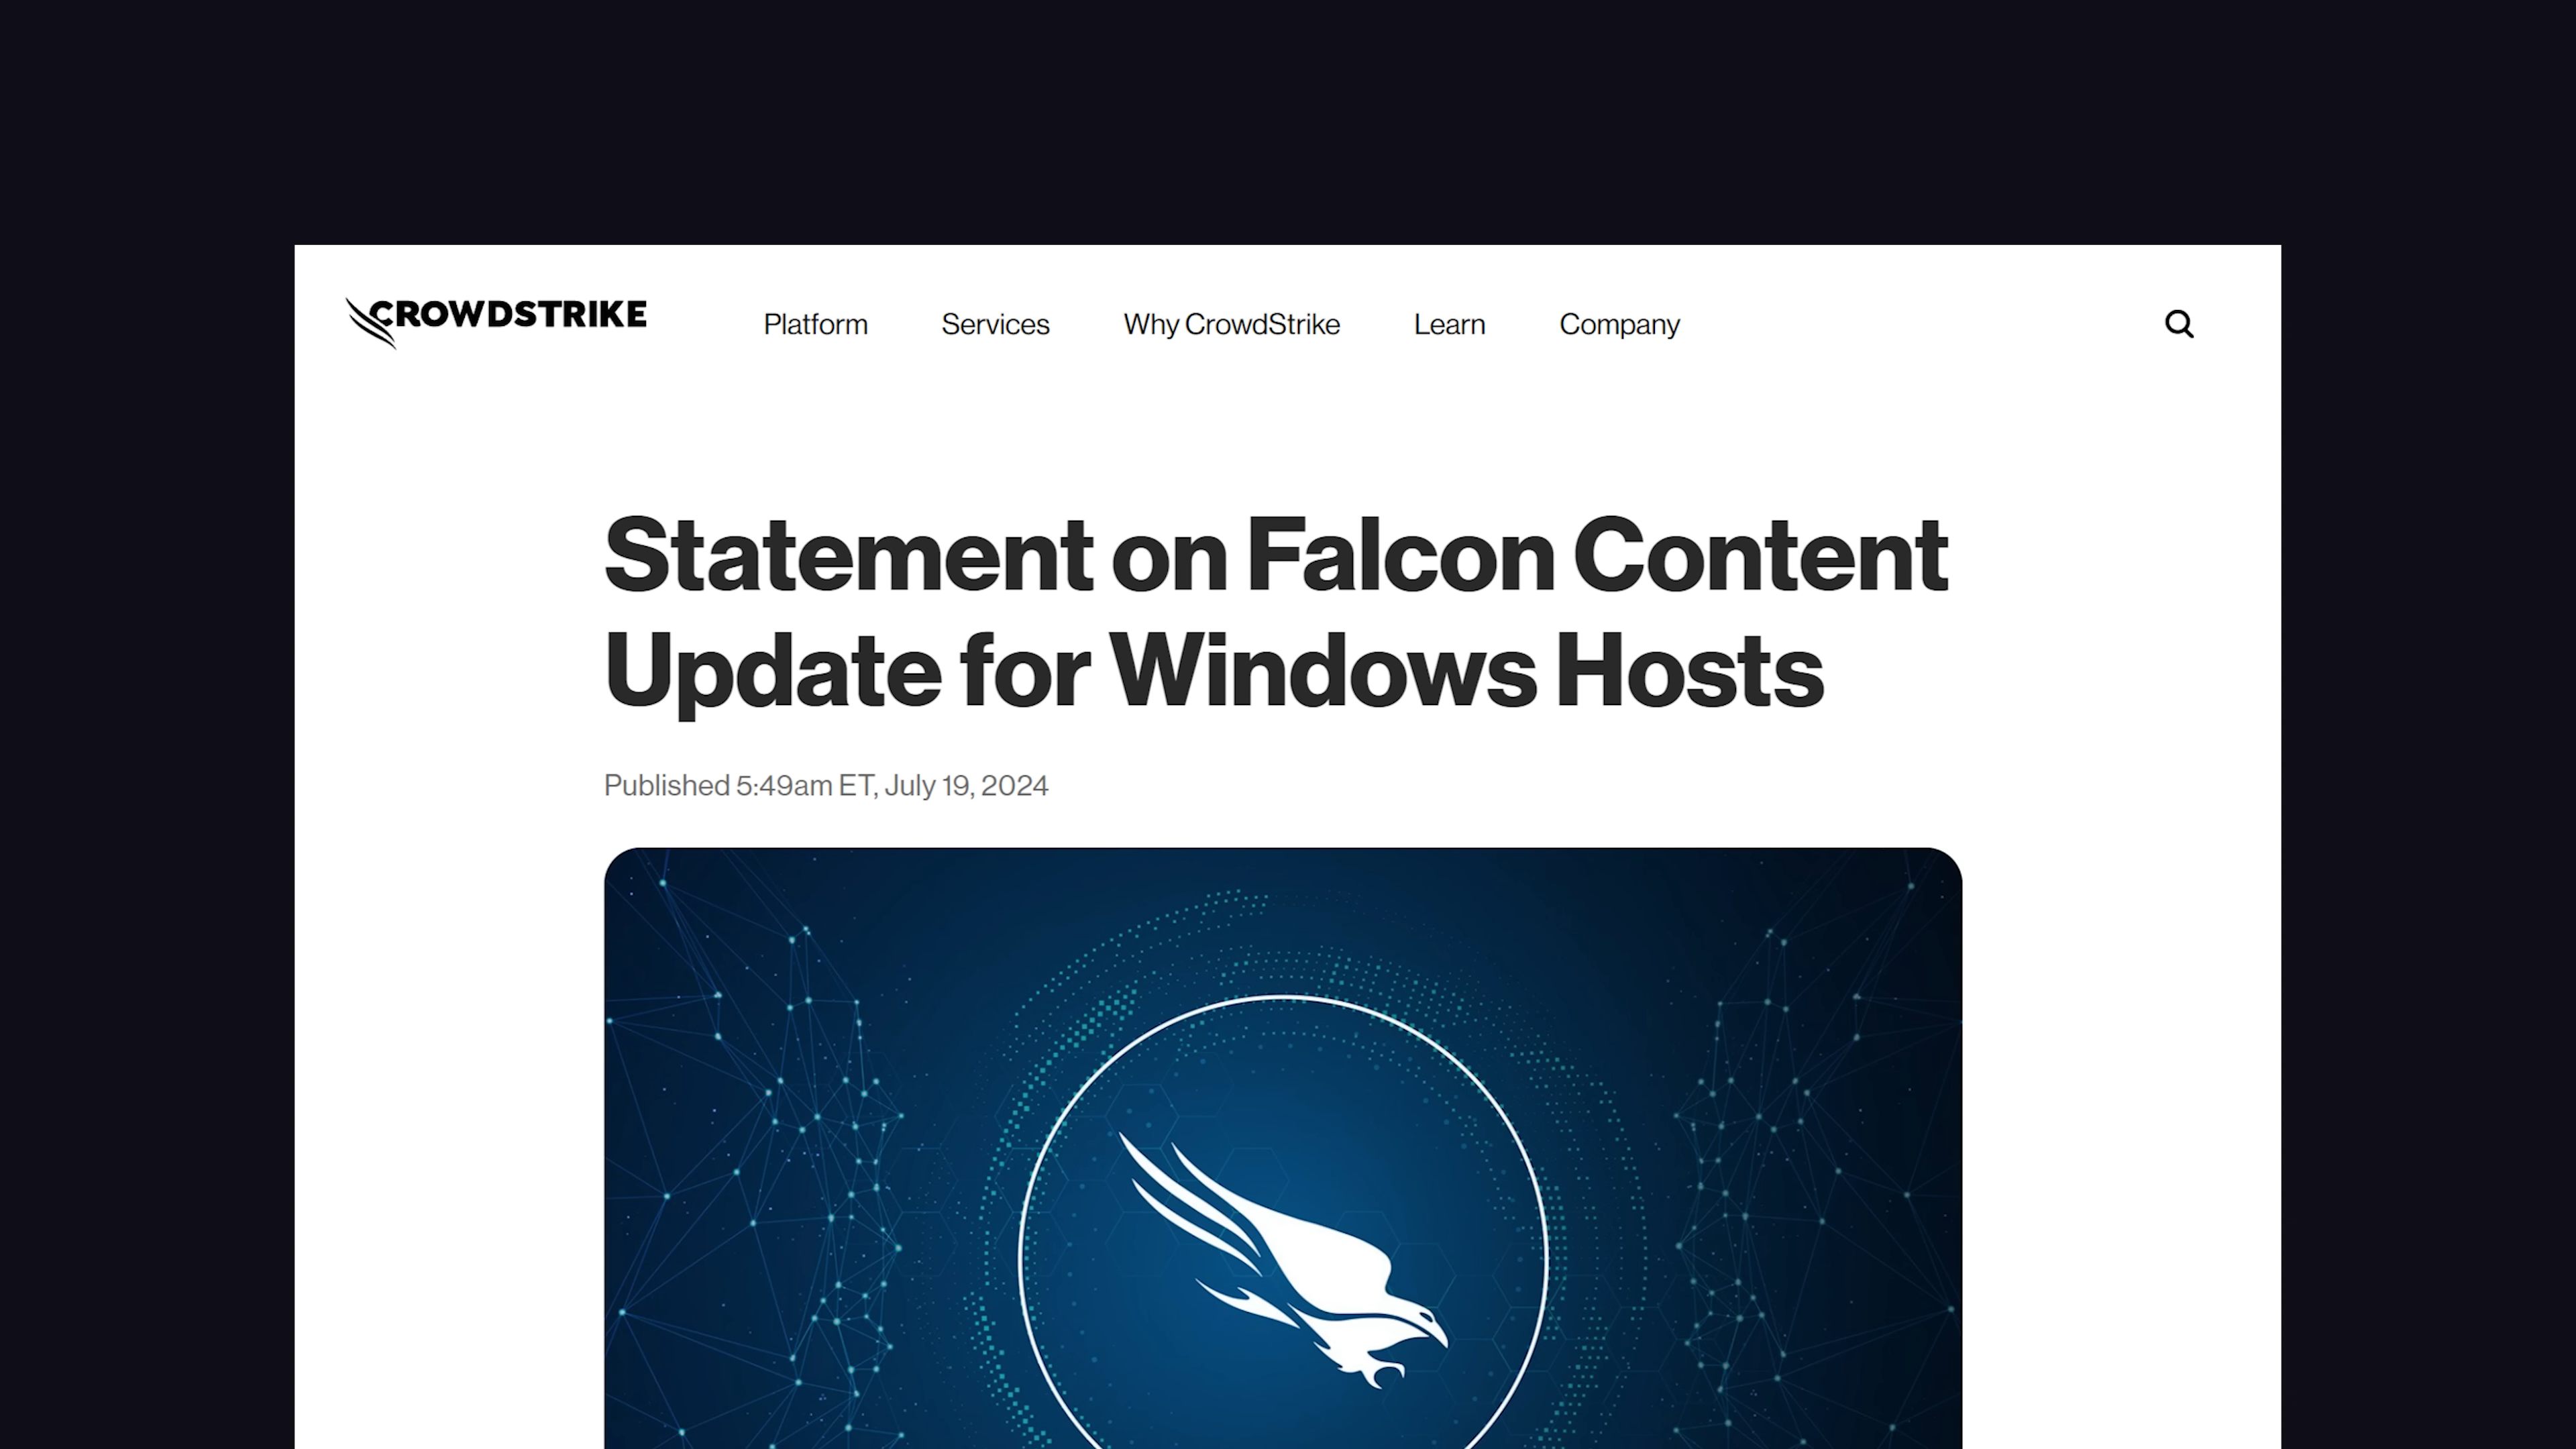 CROWDSTRIKE
Platform
Services
Why CrowdStrike
Learn
Company
Statement on Falcon Content
Update for Windows Hosts
Published 5:49am ET, July 19, 2024